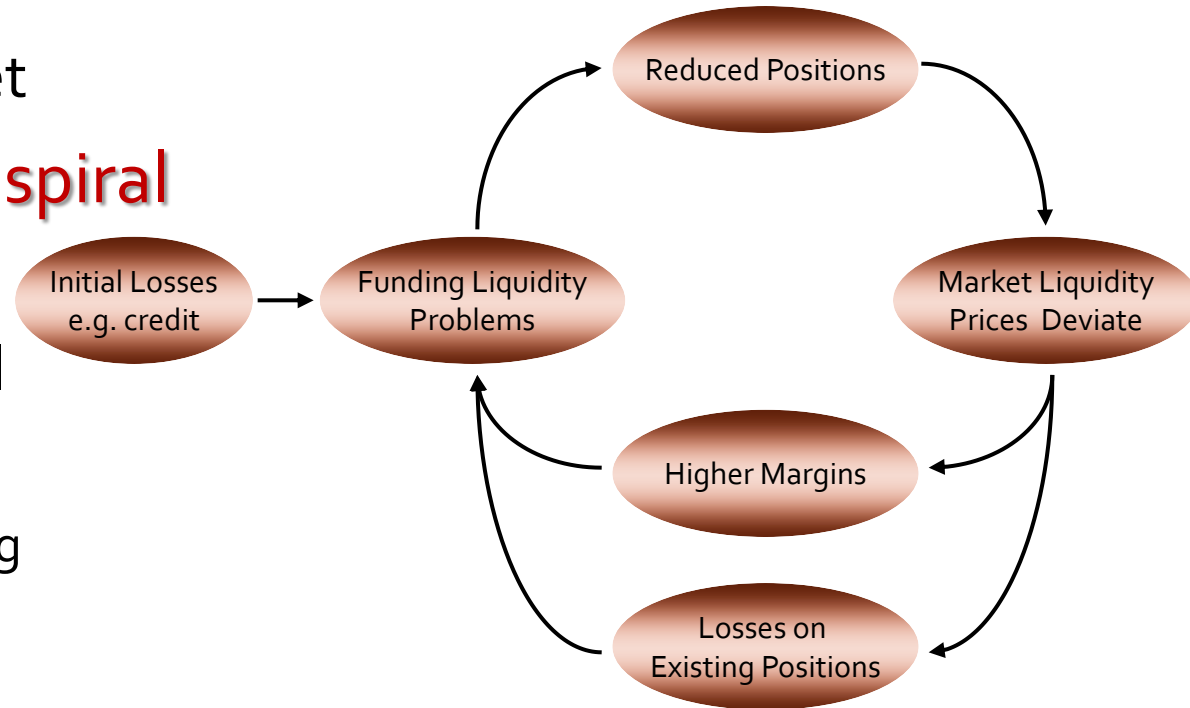 et
spiral
Reduced Positions
Initial Losses
e.g. credit
Funding Liquidity
Problems
Market Liquidity
Prices Deviate
Higher Margins
g
Losses on
Existing Positions